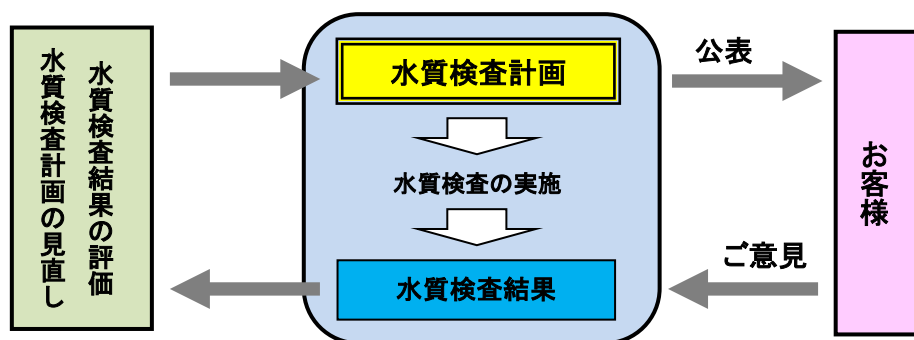 水質検査結果の評価
水質検査計画の見直し
水質検査計画
水質検査の実施
水質検査結果
公表
ご意見
お客様